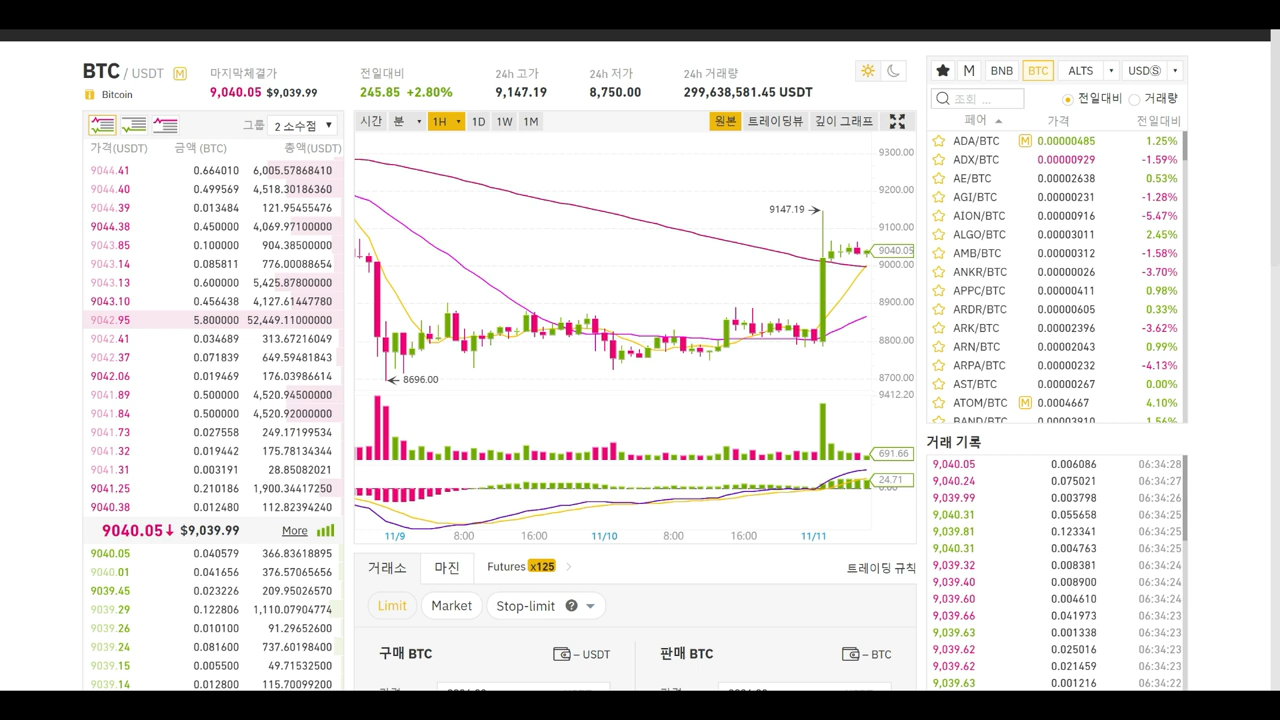 BTC / USDT M
Bitcoin
마지막체결가
9,040.05 $9,039.99
전일대비
245.85 +2.80%
24h 고가
9,147.19
24h 저가
8,750.00
24h 거래량
299,638,581.45 USDT
그룹 2 소수점
가격(USDT) 금액 (BTC) 총액(USDT)
9044.41 0.664010 6,005.57868410
9044.40 0.499569 4,518.30186360
9044.39 0.013484 121.95455476
9044.38 0.450000 4,069.97100000
9043.85 0.100000 904.38500000
9043.14 0.085811 776.00088654
9043.13 0.600000 5,425.87800000
9043.10 0.456438 4,127.61447780
9042.95 5.800000 52,449.11000000
9042.41 0.034689 313.67216049
9042.37 0.071839 649.59481843
9042.06 0.019469 176.03986614
9041.89 0.500000 4,520.94500000
9041.84 0.500000 4,520.92000000
9041.73 0.027558 249.17199534
9041.32 0.019442 175.78134344
9041.31 0.003191 28.85082021
9041.25 0.210186 1,900.34417250
9040.38 0.012480 112.82394240
9040.05↓ $9,039.99 More
9040.05 0.040579 366.83618895
9040.01 0.041656 376.57065656
9039.45 0.023226 209.95026570
9039.29 0.122806 1,110.07904774
9039.26 0.010100 91.29652600
9039.24 0.081600 737.60198400
9039.15 0.005500 49.71532500
9039.14 0.012800 115.70099200
시간 분 1H 1D 1W 1M 원본 트레이딩뷰 깊이 그래프
9300.00
9200.00
9147.19
9100.00
9040.05
9000.00
8900.00
8800.00
8700.00
8696.00
9412.20
691.66
24.71
0.00
11/9 8:00 16:00 11/10 8:00 16:00 11/11
거래소 마진 Futures x125 트레이딩 규칙
Limit Market Stop-limit ?
구매 BTC – USDT 판매 BTC – BTC
M BNB BTC ALTS USDⓈ
조회 ... 전일대비 거래량
페어 가격 전일대비
ADA/BTC M 0.00000485 1.25%
ADX/BTC 0.00000929 -1.59%
AE/BTC 0.00002638 0.53%
AGI/BTC 0.00000231 -1.28%
AION/BTC 0.00000916 -5.47%
ALGO/BTC 0.00003011 2.45%
AMB/BTC 0.00000312 -1.58%
ANKR/BTC 0.00000026 -3.70%
APPC/BTC 0.00000411 0.98%
ARDR/BTC 0.00000605 0.33%
ARK/BTC 0.00002396 -3.62%
ARN/BTC 0.00002043 0.99%
ARPA/BTC 0.00000232 -4.13%
AST/BTC 0.00000267 0.00%
ATOM/BTC M 0.0004667 4.10%
BAND/BTC 0.00003910 1.56%
거래 기록
9,040.05 0.006086 06:34:28
9,040.24 0.075021 06:34:27
9,039.99 0.003798 06:34:26
9,040.31 0.055658 06:34:25
9,039.81 0.123341 06:34:25
9,040.31 0.004763 06:34:25
9,039.32 0.008381 06:34:24
9,039.40 0.008900 06:34:24
9,039.60 0.004610 06:34:24
9,039.66 0.041973 06:34:23
9,039.63 0.001338 06:34:23
9,039.62 0.025016 06:34:23
9,039.62 0.021459 06:34:23
9,039.63 0.001216 06:34:22